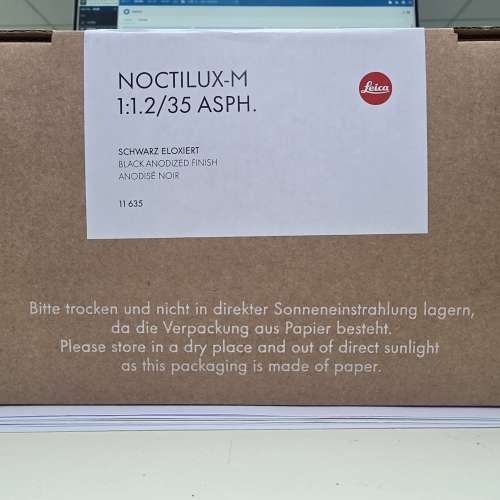 NOCTILUX-M
1:1.2/35 ASPH.
Leica
SCHWARZ ELOXIERT
BLACK ANODIZED FINISH
ANODISÉ NOIR
11 635
Bitte trocken und nicht in direkter Sonneneinstrahlung lagern,
da die Verpackung aus Papier besteht.
Please store in a dry place and out of direct sunlight
as this packaging is made of paper.